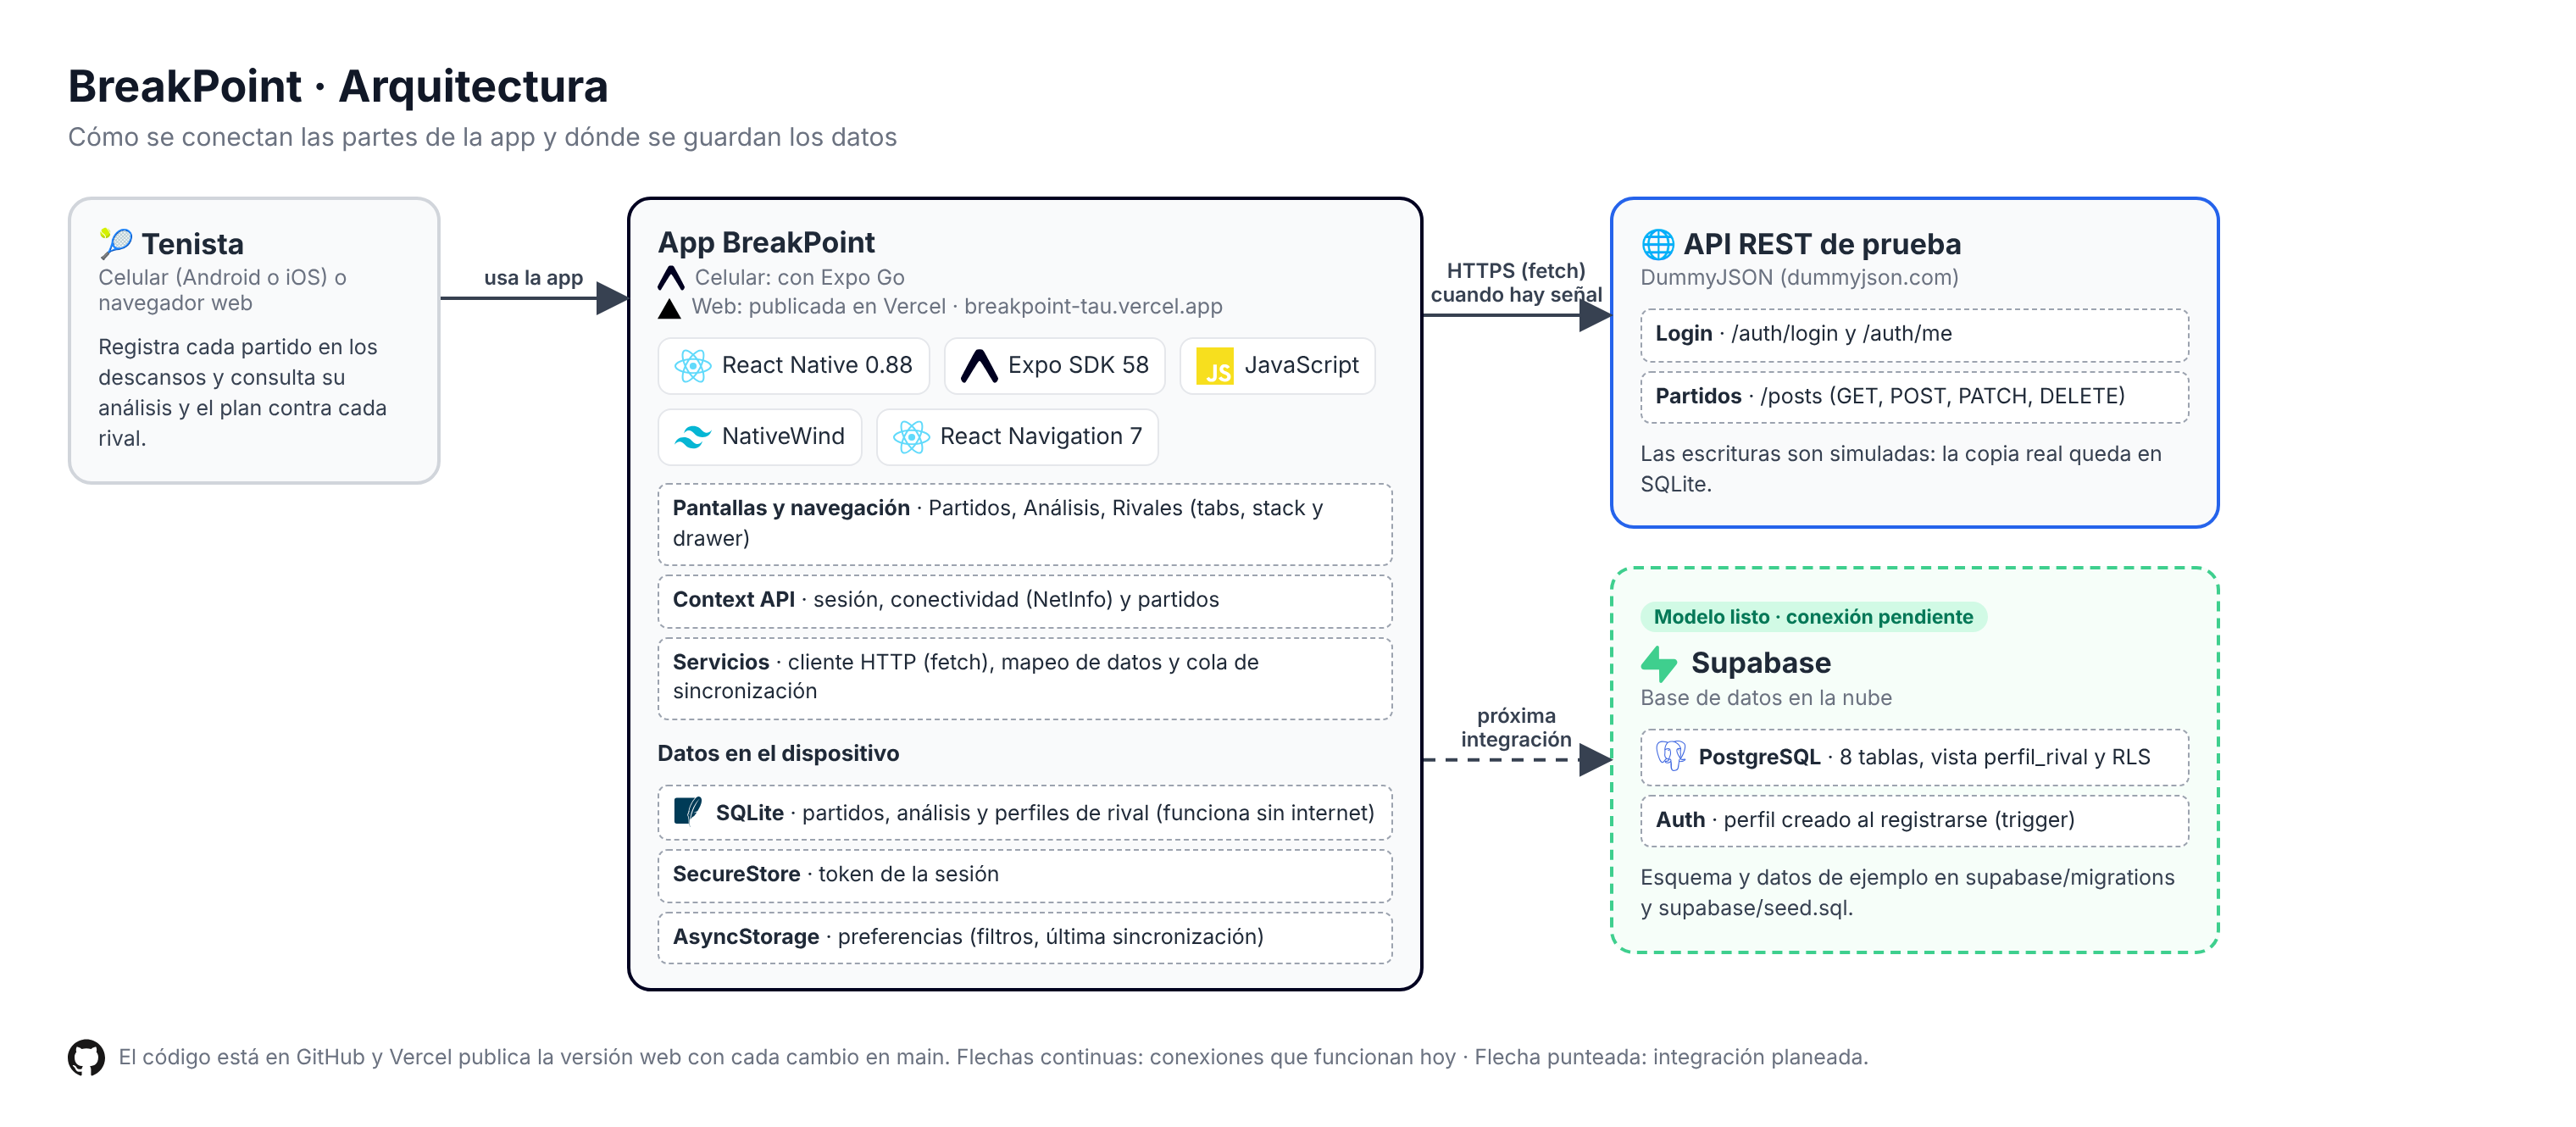 BreakPoint · Arquitectura
Cómo se conectan las partes de la app y dónde se guardan los datos
Tenista
Celular (Android o iOS) o
navegador web
Registra cada partido en los
descansos y consulta su
análisis y el plan contra cada
rival.
usa la app
App BreakPoint
Celular: con Expo Go
Web: publicada en Vercel · breakpoint-tau.vercel.app
React Native 0.88
Expo SDK 58
JS JavaScript
NativeWind
React Navigation 7
Pantallas y navegación · Partidos, Análisis, Rivales (tabs, stack y
drawer)
Context API · sesión, conectividad (NetInfo) y partidos
Servicios · cliente HTTP (fetch), mapeo de datos y cola de
sincronización
Datos en el dispositivo
SQLite · partidos, análisis y perfiles de rival (funciona sin internet)
SecureStore · token de la sesión
AsyncStorage · preferencias (filtros, última sincronización)
HTTPS (fetch)
cuando hay señal
API REST de prueba
DummyJSON (dummyjson.com)
Login · /auth/login y /auth/me
Partidos · /posts (GET, POST, PATCH, DELETE)
Las escrituras son simuladas: la copia real queda en
SQLite.
próxima
integración
Modelo listo · conexión pendiente
Supabase
Base de datos en la nube
PostgreSQL · 8 tablas, vista perfil_rival y RLS
Auth · perfil creado al registrarse (trigger)
Esquema y datos de ejemplo en supabase/migrations
y supabase/seed.sql.
El código está en GitHub y Vercel publica la versión web con cada cambio en main. Flechas continuas: conexiones que funcionan hoy · Flecha punteada: integración planeada.